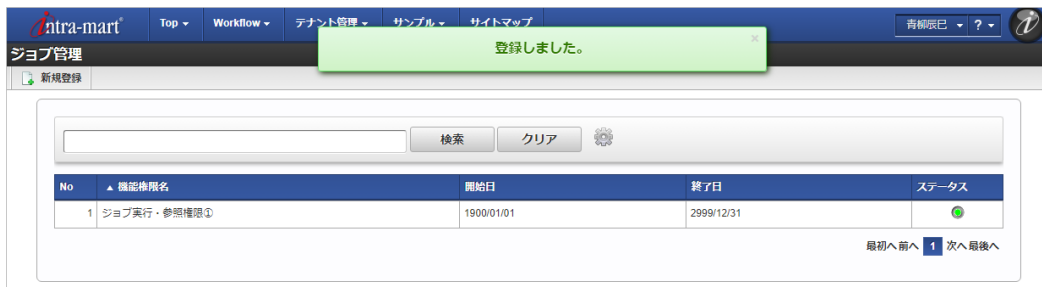 intra-mart Top Workflow テナント管理 サンプル サイトマップ 青柳辰巳 ?
登録しました。 ×
ジョブ管理
新規登録
検索 クリア
No ▲ 機能権限名 開始日 終了日 ステータス
1 ジョブ実行・参照権限① 1900/01/01 2999/12/31
最初へ 前へ 1 次へ 最後へ